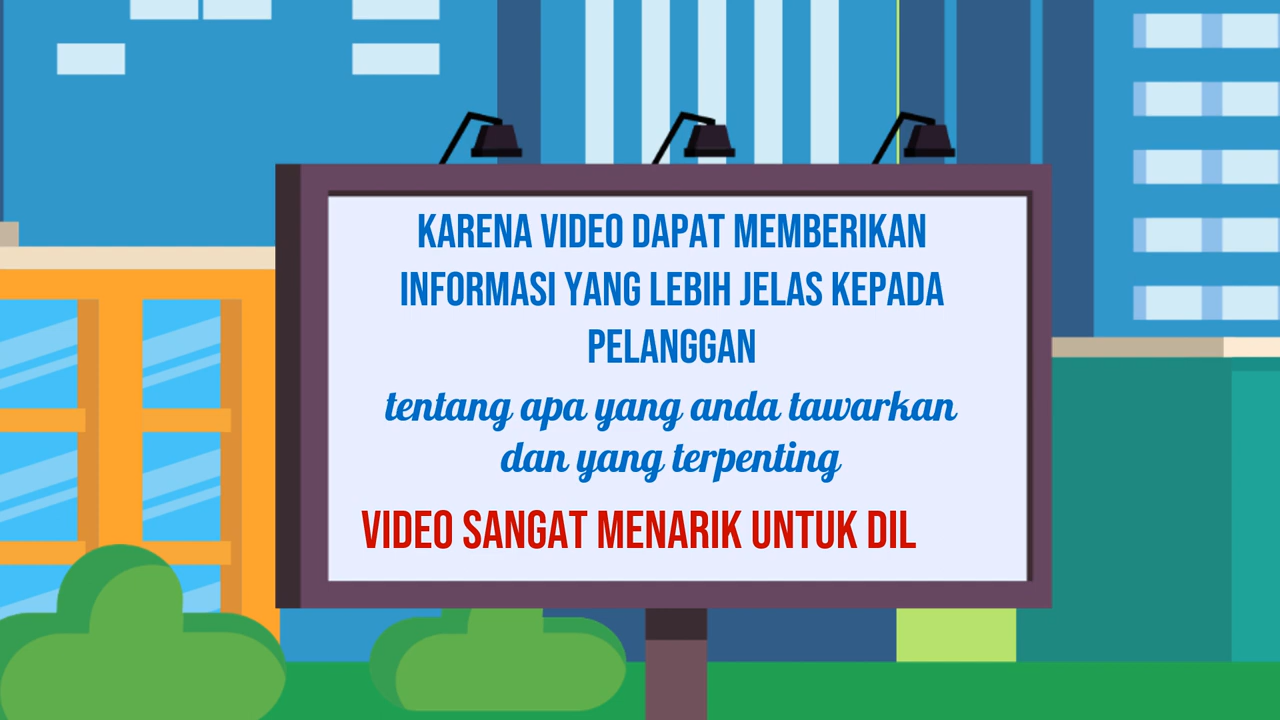 KARENA VIDEO DAPAT MEMBERIKAN
INFORMASI YANG LEBIH JELAS KEPADA
PELANGGAN
tentang apa yang anda tawarkan
dan yang terpenting
VIDEO SANGAT MENARIK UNTUK DIL